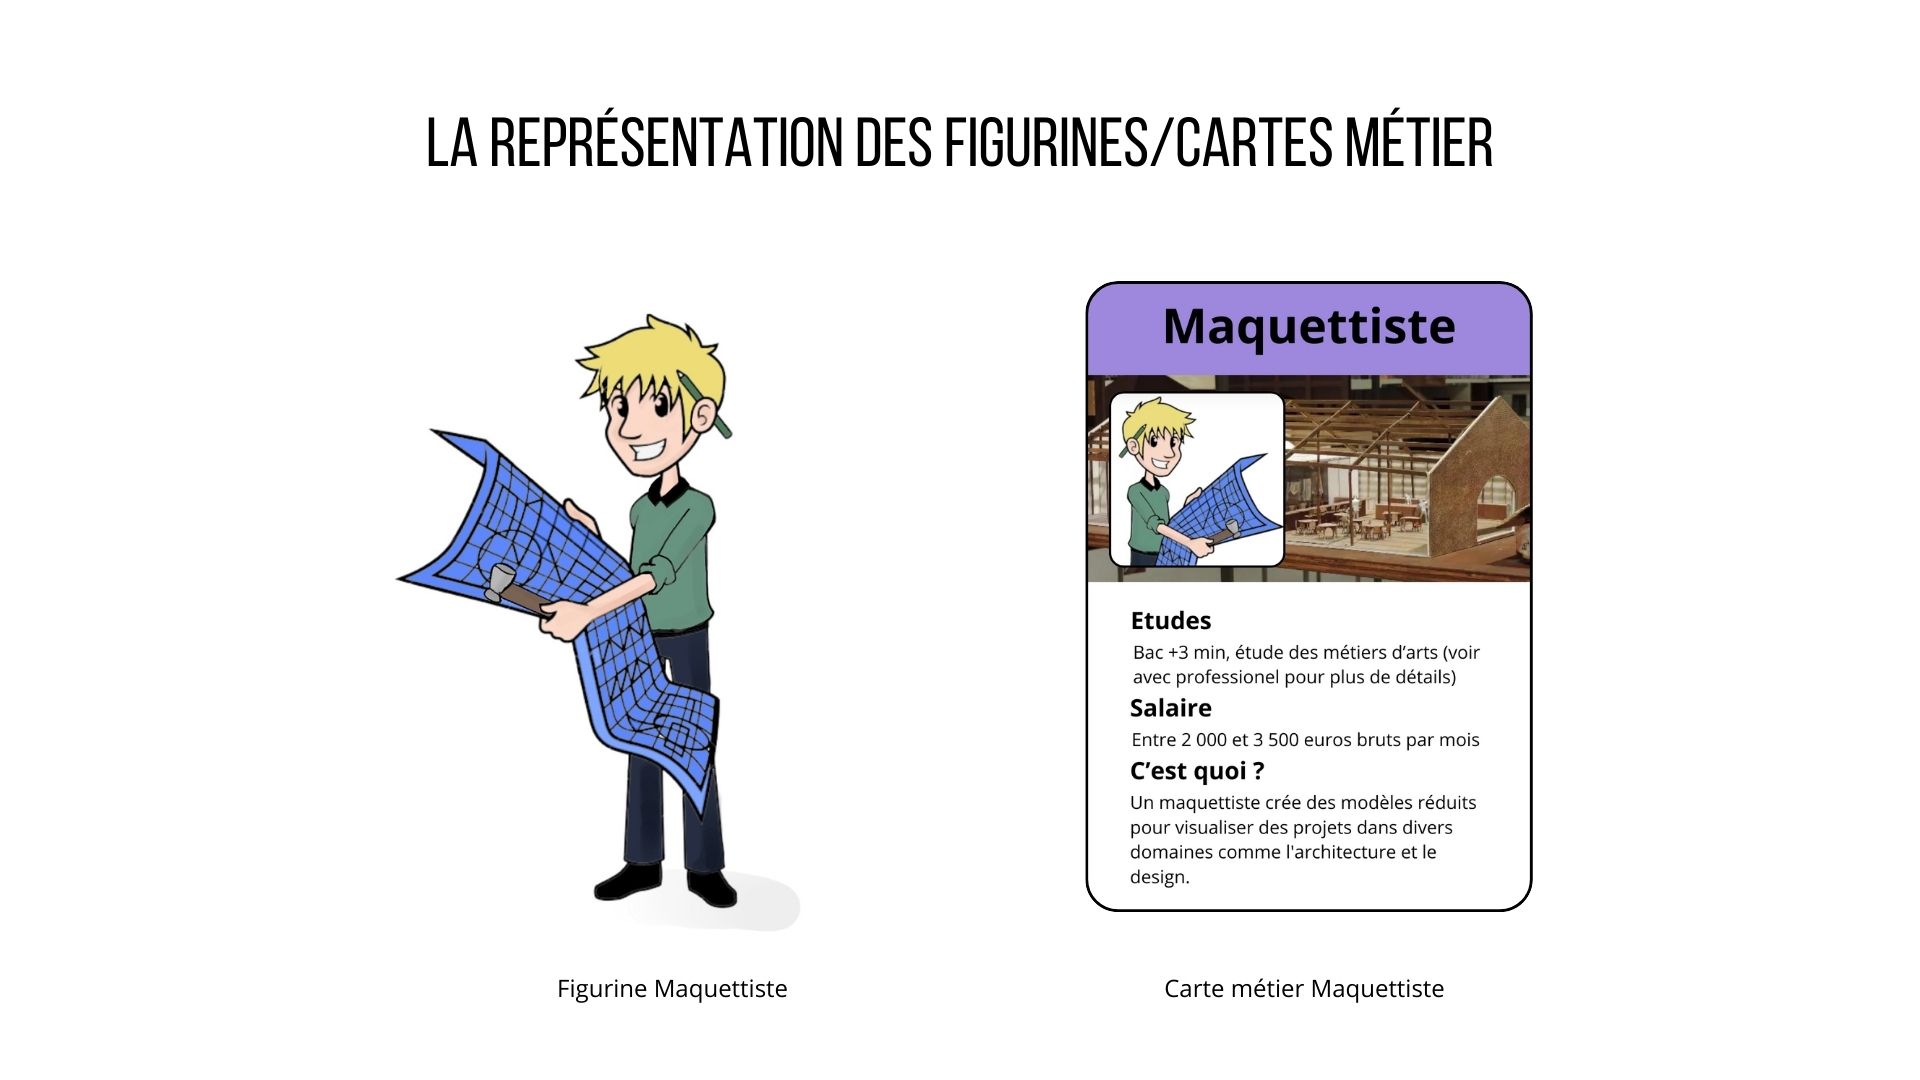 LA REPRÉSENTATION DES FIGURINES/CARTES MÉTIER
Maquettiste
Etudes
Bac +3 min, étude des métiers d’arts (voir
avec professionel pour plus de détails)
Salaire
Entre 2 000 et 3 500 euros bruts par mois
C’est quoi ?
Un maquettiste crée des modèles réduits
pour visualiser des projets dans divers
domaines comme l'architecture et le
design.
Figurine Maquettiste
Carte métier Maquettiste